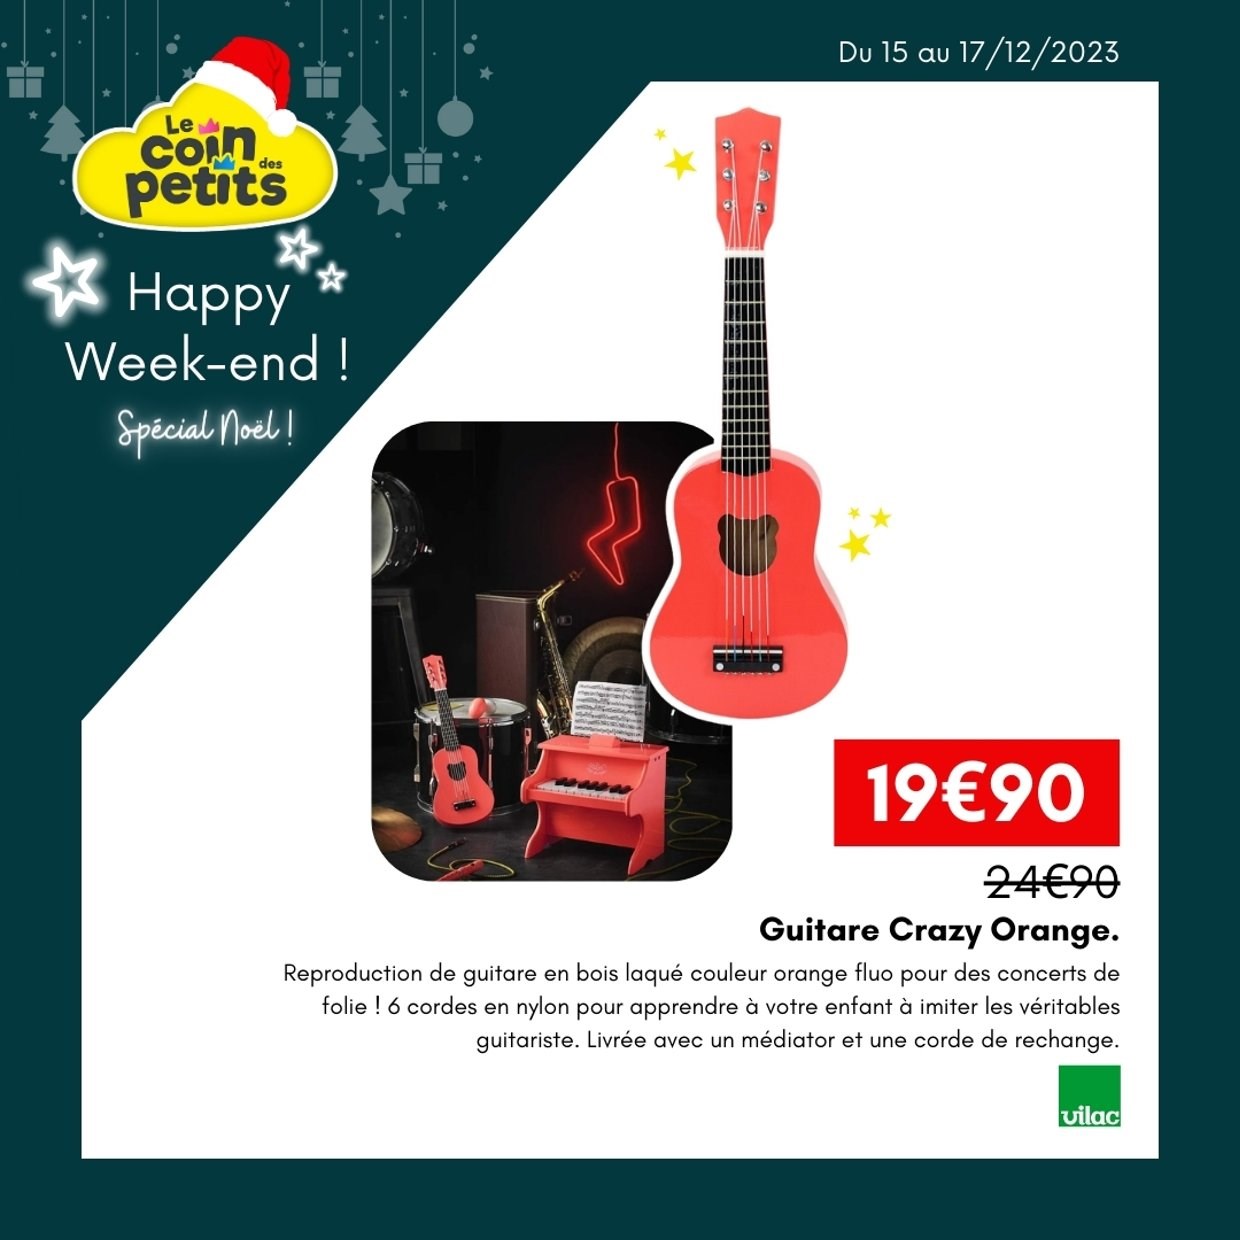 Du 15 au 17/12/2023
Le
coin
des
petits
Happy
Week-end !
Spécial Noël !
19€90
24€90
Guitare Crazy Orange.
Reproduction de guitare en bois laqué couleur orange fluo pour des concerts de
folie ! 6 cordes en nylon pour apprendre à votre enfant à imiter les véritables
guitariste. Livrée avec un médiator et une corde de rechange.
vilac